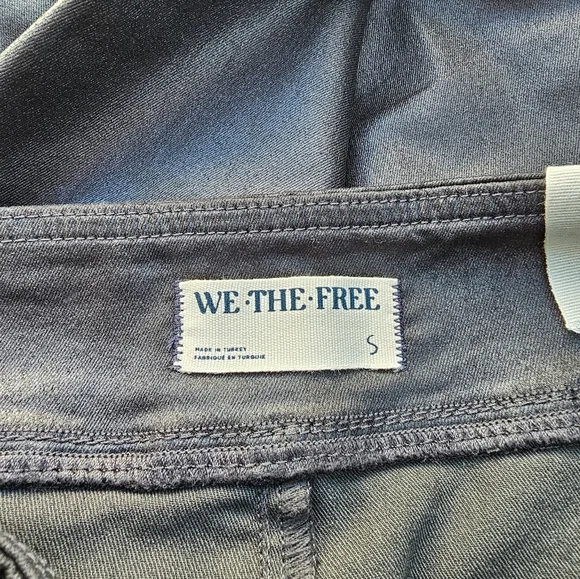 WE·THE·FREE
MADE IN TURKEY
FABRIQUÉ EN TURQUIE
S